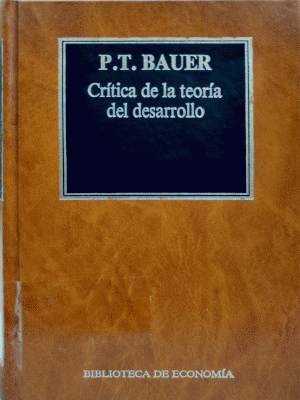 P.T. BAUER
Crítica de la teoría
del desarrollo
BIBLIOTECA DE ECONOMÍA